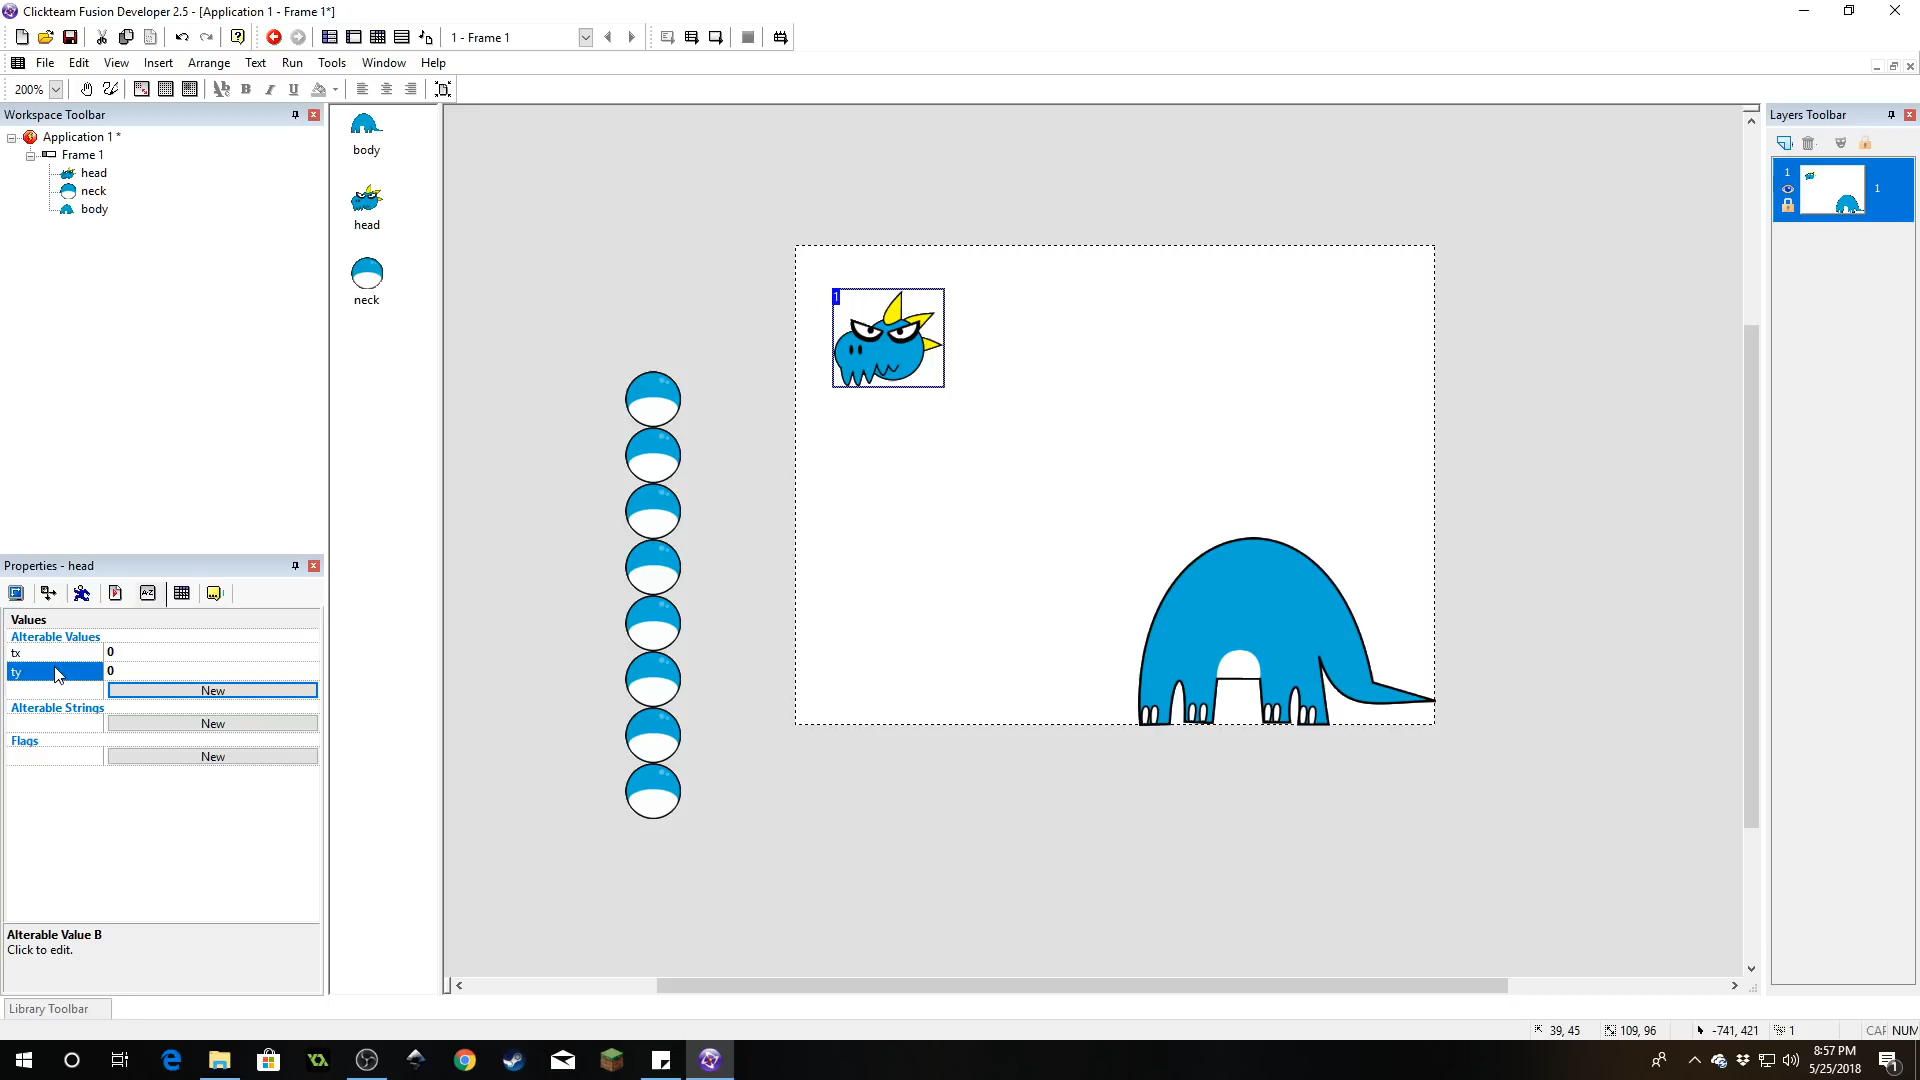 Clickteam Fusion Developer 2.5 - [Application 1 - Frame 1*]
1 - Frame 1
File Edit View Insert Arrange Text Run Tools Window Help
200%
Workspace Toolbar
Application 1 *
Frame 1
head
neck
body
body
head
neck
1
Layers Toolbar
1
1
Properties - head
Values
Alterable Values
tx 0
ty 0
New
Alterable Strings
New
Flags
New
Alterable Value B
Click to edit.
Library Toolbar
39, 45
109, 96
-741, 421
1
CAP NUM
8:57 PM
5/25/2018
1